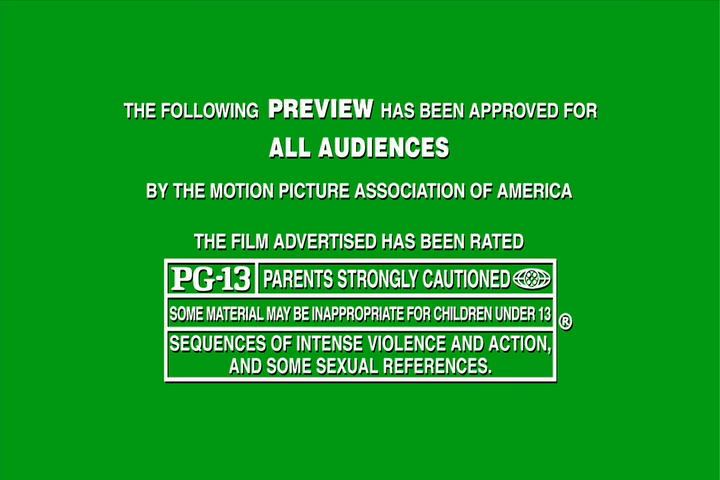 THE FOLLOWING PREVIEW HAS BEEN APPROVED FOR
ALL AUDIENCES
BY THE MOTION PICTURE ASSOCIATION OF AMERICA
THE FILM ADVERTISED HAS BEEN RATED
PG-13 PARENTS STRONGLY CAUTIONED
SOME MATERIAL MAY BE INAPPROPRIATE FOR CHILDREN UNDER 13 ®
SEQUENCES OF INTENSE VIOLENCE AND ACTION,
AND SOME SEXUAL REFERENCES.